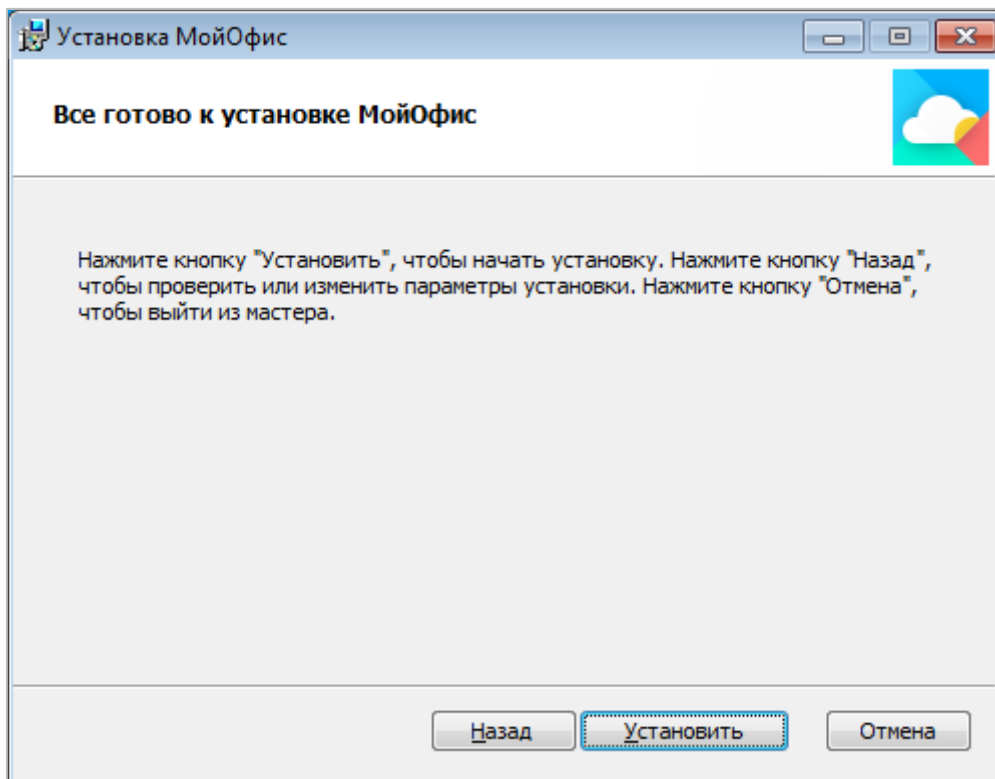 Установка МойОфис
Все готово к установке МойОфис
Нажмите кнопку "Установить", чтобы начать установку. Нажмите кнопку "Назад",
чтобы проверить или изменить параметры установки. Нажмите кнопку "Отмена",
чтобы выйти из мастера.
Назад Установить Отмена